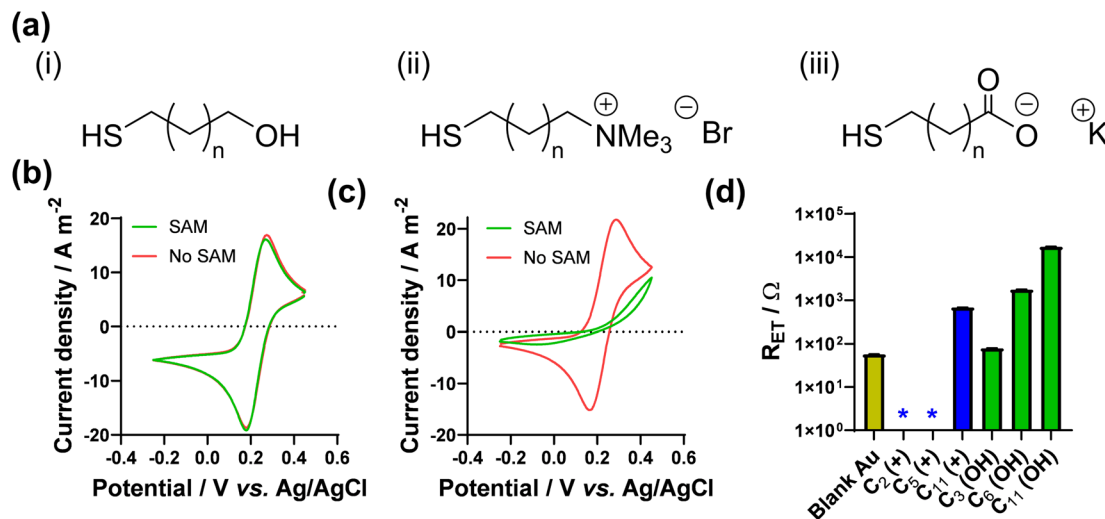 (a)
(i)
(ii)
(iii)
HS
n
OH
HS
n
⊕
NMe3
⊖
Br
HS
n
O
O
⊖
⊕
K
(b)
(c)
(d)
SAM
No SAM
20
10
0
-10
-20
-0.4 -0.2 0.0 0.2 0.4 0.6
Current density / A m-2
Potential / V vs. Ag/AgCl
SAM
No SAM
20
10
0
-10
-20
-0.4 -0.2 0.0 0.2 0.4 0.6
Current density / A m-2
Potential / V vs. Ag/AgCl
1×10^5
1×10^4
1×10^3
1×10^2
1×10^1
1×10^0
RET / Ω
* *
Blank Au
C2 (+)
C5 (+)
C11 (+)
C3 (OH)
C6 (OH)
C11 (OH)